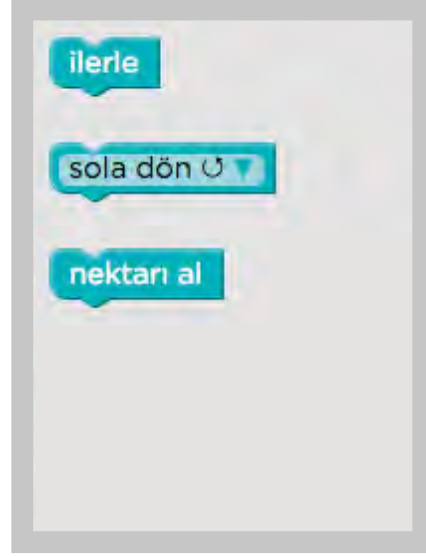 ilerle
sola dön ↺ ▼
nektarı al